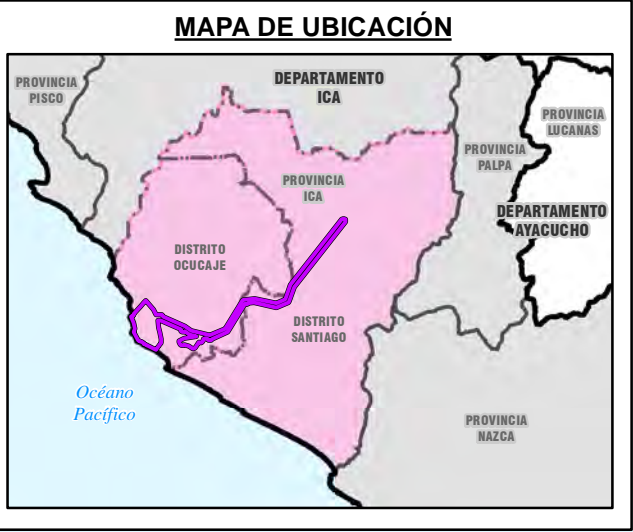 MAPA DE UBICACIÓN
PROVINCIA
PISCO
DEPARTAMENTO
ICA
PROVINCIA
LUCANAS
PROVINCIA
PALPA
PROVINCIA
ICA
DEPARTAMENTO
AYACUCHO
DISTRITO
OCUCAJE
DISTRITO
SANTIAGO
Océano
Pacífico
PROVINCIA
NAZCA